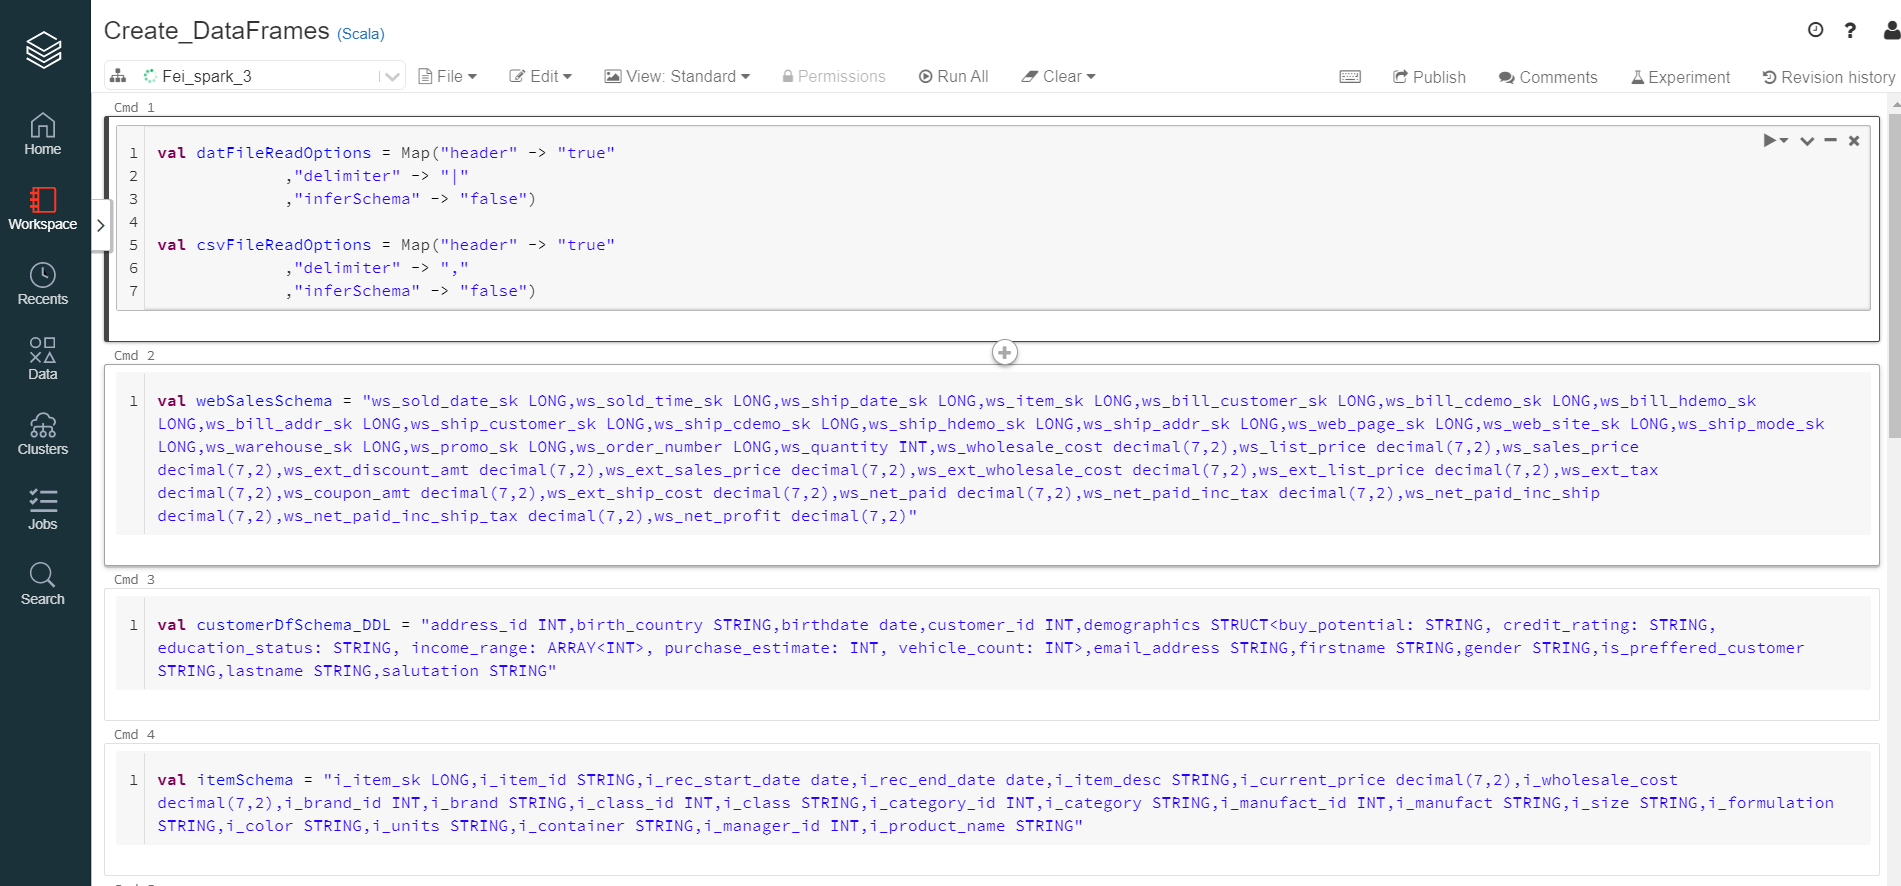 Create_DataFrames (Scala)
Fei_spark_3
File
Edit
View: Standard
Permissions
Run All
Clear
Publish
Comments
Experiment
Revision history
Home
Workspace
Recents
Data
Clusters
Jobs
Search
Cmd 1
1 val datFileReadOptions = Map("header" -> "true"
2 ,"delimiter" -> "|"
3 ,"inferSchema" -> "false")
4
5 val csvFileReadOptions = Map("header" -> "true"
6 ,"delimiter" -> ","
7 ,"inferSchema" -> "false")
Cmd 2
1 val webSalesSchema = "ws_sold_date_sk LONG,ws_sold_time_sk LONG,ws_ship_date_sk LONG,ws_item_sk LONG,ws_bill_customer_sk LONG,ws_bill_cdemo_sk LONG,ws_bill_hdemo_sk
LONG,ws_bill_addr_sk LONG,ws_ship_customer_sk LONG,ws_ship_cdemo_sk LONG,ws_ship_hdemo_sk LONG,ws_ship_addr_sk LONG,ws_web_page_sk LONG,ws_web_site_sk LONG,ws_ship_mode_sk
LONG,ws_warehouse_sk LONG,ws_promo_sk LONG,ws_order_number LONG,ws_quantity INT,ws_wholesale_cost decimal(7,2),ws_list_price decimal(7,2),ws_sales_price
decimal(7,2),ws_ext_discount_amt decimal(7,2),ws_ext_sales_price decimal(7,2),ws_ext_wholesale_cost decimal(7,2),ws_ext_list_price decimal(7,2),ws_ext_tax
decimal(7,2),ws_coupon_amt decimal(7,2),ws_ext_ship_cost decimal(7,2),ws_net_paid decimal(7,2),ws_net_paid_inc_tax decimal(7,2),ws_net_paid_inc_ship
decimal(7,2),ws_net_paid_inc_ship_tax decimal(7,2),ws_net_profit decimal(7,2)"
Cmd 3
1 val customerDfSchema_DDL = "address_id INT,birth_country STRING,birthdate date,customer_id INT,demographics STRUCT<buy_potential: STRING, credit_rating: STRING,
education_status: STRING, income_range: ARRAY<INT>, purchase_estimate: INT, vehicle_count: INT>,email_address STRING,firstname STRING,gender STRING,is_preffered_customer
STRING,lastname STRING,salutation STRING"
Cmd 4
1 val itemSchema = "i_item_sk LONG,i_item_id STRING,i_rec_start_date date,i_rec_end_date date,i_item_desc STRING,i_current_price decimal(7,2),i_wholesale_cost
decimal(7,2),i_brand_id INT,i_brand STRING,i_class_id INT,i_class STRING,i_category_id INT,i_category STRING,i_manufact_id INT,i_manufact STRING,i_size STRING,i_formulation
STRING,i_color STRING,i_units STRING,i_container STRING,i_manager_id INT,i_product_name STRING"